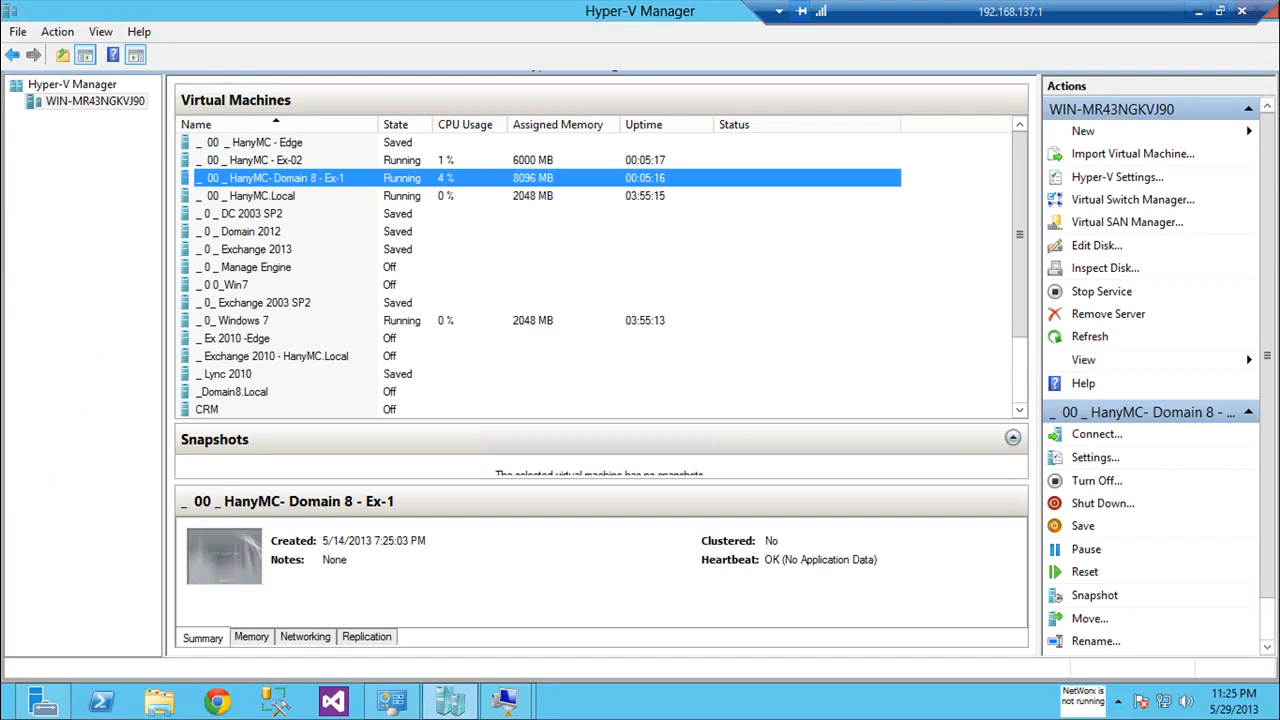 Hyper-V Manager
192.168.137.1
File Action View Help
Hyper-V Manager
WIN-MR43NGKVJ90
Virtual Machines
Name State CPU Usage Assigned Memory Uptime Status
_ 00 _ HanyMC - Edge Saved
_ 00 _ HanyMC - Ex-02 Running 1 % 6000 MB 00:05:17
_ 00 _ HanyMC- Domain 8 - Ex-1 Running 4 % 8096 MB 00:05:16
_ 00 _ HanyMC.Local Running 0 % 2048 MB 03:55:15
_ 0 _ DC 2003 SP2 Saved
_ 0 _ Domain 2012 Saved
_ 0 _ Exchange 2013 Saved
_ 0 _ Manage Engine Off
_ 0 0_Win7 Off
_ 0_ Exchange 2003 SP2 Saved
_ 0_ Windows 7 Running 0 % 2048 MB 03:55:13
_ Ex 2010 -Edge Off
_ Exchange 2010 - HanyMC.Local Off
_ Lync 2010 Saved
_Domain8.Local Off
CRM Off
Snapshots
The selected virtual machine has no snapshots
_ 00 _ HanyMC- Domain 8 - Ex-1
Created: 5/14/2013 7:25:03 PM Clustered: No
Notes: None Heartbeat: OK (No Application Data)
Summary Memory Networking Replication
Actions
WIN-MR43NGKVJ90
New
Import Virtual Machine...
Hyper-V Settings...
Virtual Switch Manager...
Virtual SAN Manager...
Edit Disk...
Inspect Disk...
Stop Service
Remove Server
Refresh
View
Help
_ 00 _ HanyMC- Domain 8 - ...
Connect...
Settings...
Turn Off...
Shut Down...
Save
Pause
Reset
Snapshot
Move...
Rename...
NetWorx is
not running
11:25 PM
5/29/2013